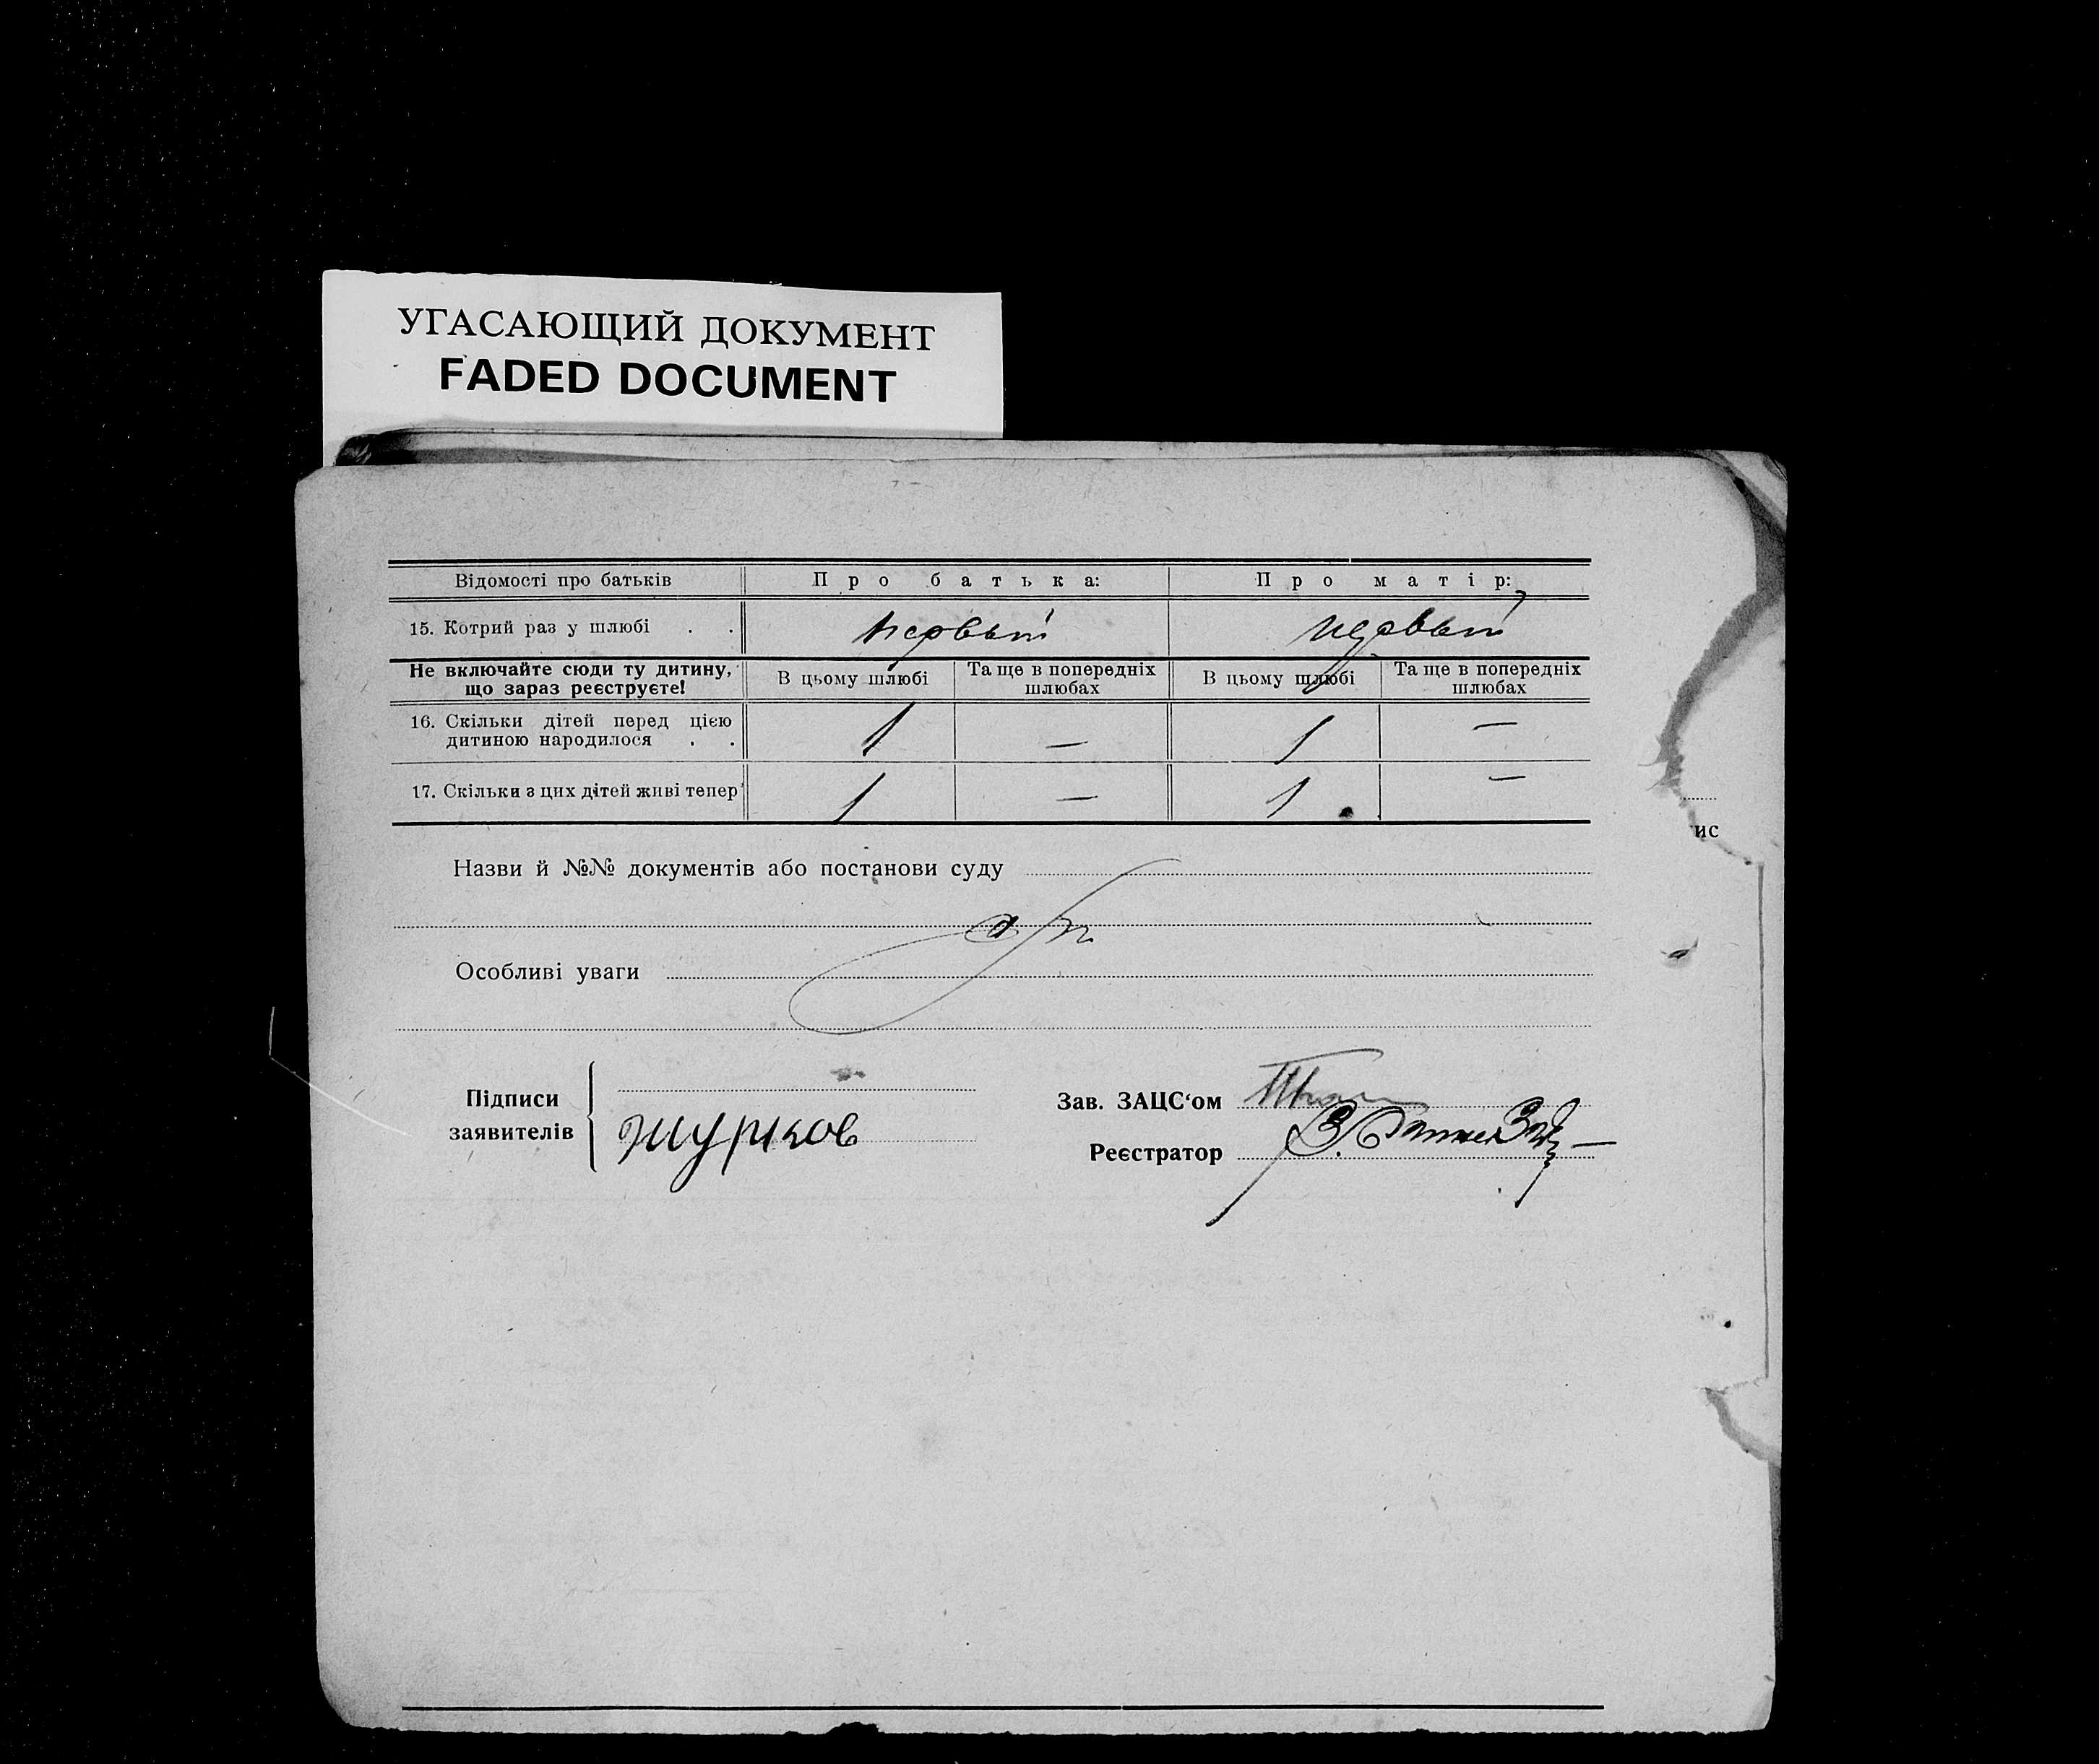 УГАСАЮЩИЙ ДОКУМЕНТ
FADED DOCUMENT
Відомості про батьків Про батька: Про матір:
15. Котрий раз у шлюбі . . первый первый
Не включайте сюди ту дитину, що зараз реєструєте! В цьому шлюбі Та ще в попередніх шлюбах В цьому шлюбі Та ще в попередніх шлюбах
16. Скільки дітей перед цією
дитиною народилося . . 1 — 1 —
17. Скільки з цих дітей живі тепер 1 — 1 —
ис
Назви й №№ документів або постанови суду
Особливі уваги
Підписи
заявителів
Журков
Зав. ЗАЦС‘ом
Реєстратор